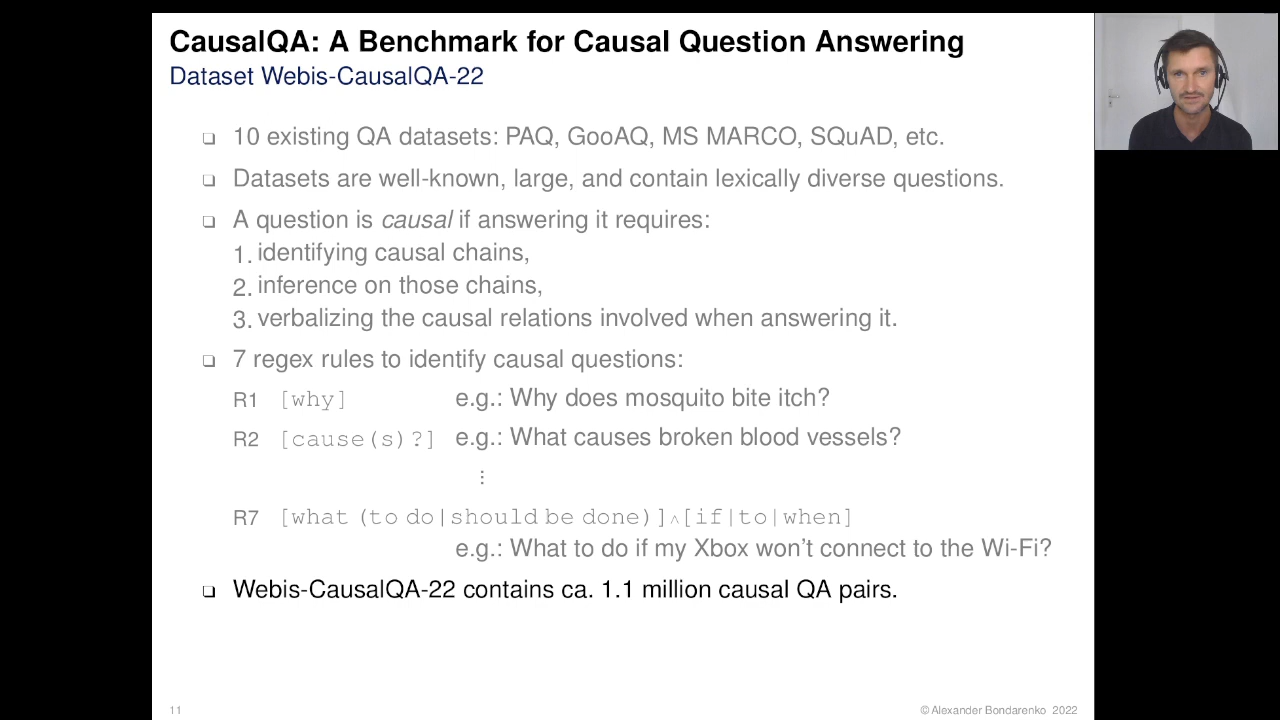 CausalQA: A Benchmark for Causal Question Answering
Dataset Webis-CausalQA-22
❏ 10 existing QA datasets: PAQ, GooAQ, MS MARCO, SQuAD, etc.
❏ Datasets are well-known, large, and contain lexically diverse questions.
❏ A question is causal if answering it requires:
1. identifying causal chains,
2. inference on those chains,
3. verbalizing the causal relations involved when answering it.
❏ 7 regex rules to identify causal questions:
R1 [why] e.g.: Why does mosquito bite itch?
R2 [cause(s)?] e.g.: What causes broken blood vessels?
⋮
R7 [what (to do|should be done)]∧[if|to|when]
e.g.: What to do if my Xbox won’t connect to the Wi-Fi?
❏ Webis-CausalQA-22 contains ca. 1.1 million causal QA pairs.
11 © Alexander Bondarenko 2022